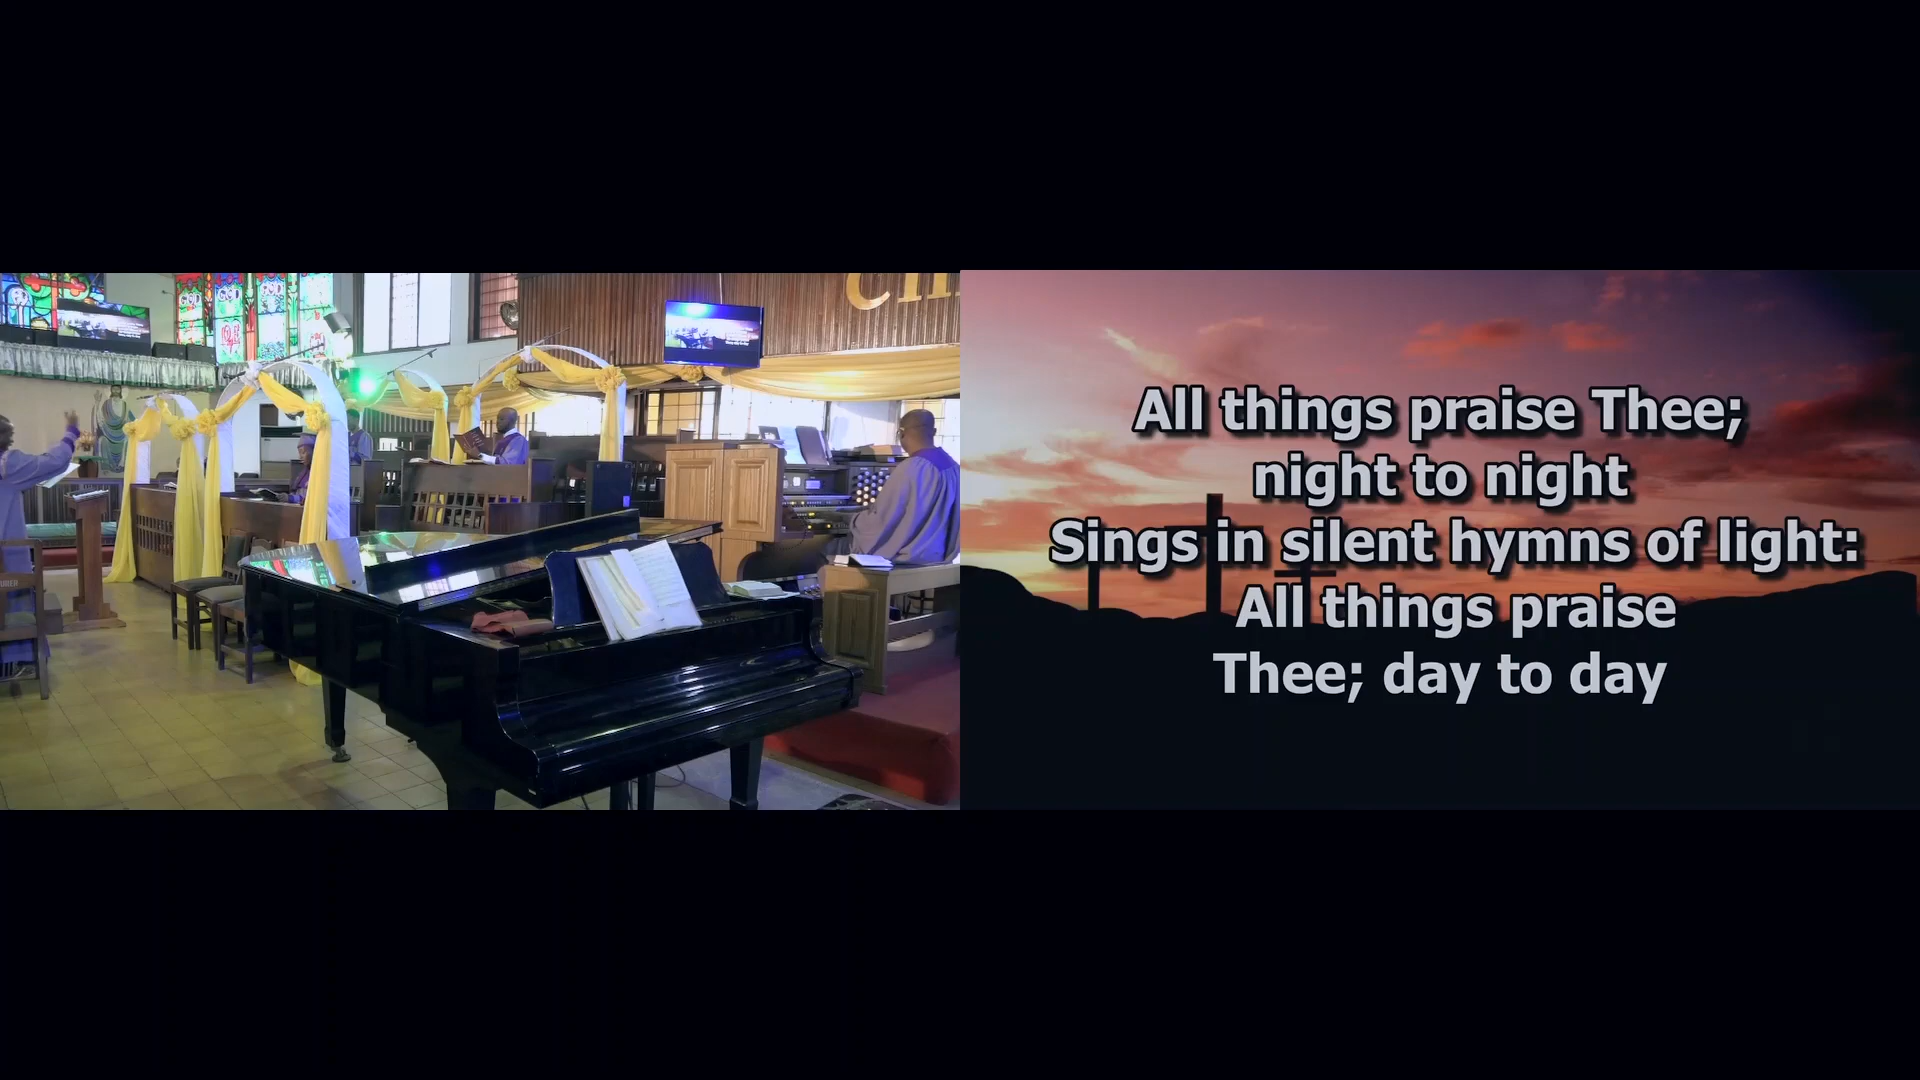 All things praise Thee;
night to night
Sings in silent hymns of light:
All things praise
Thee; day to day